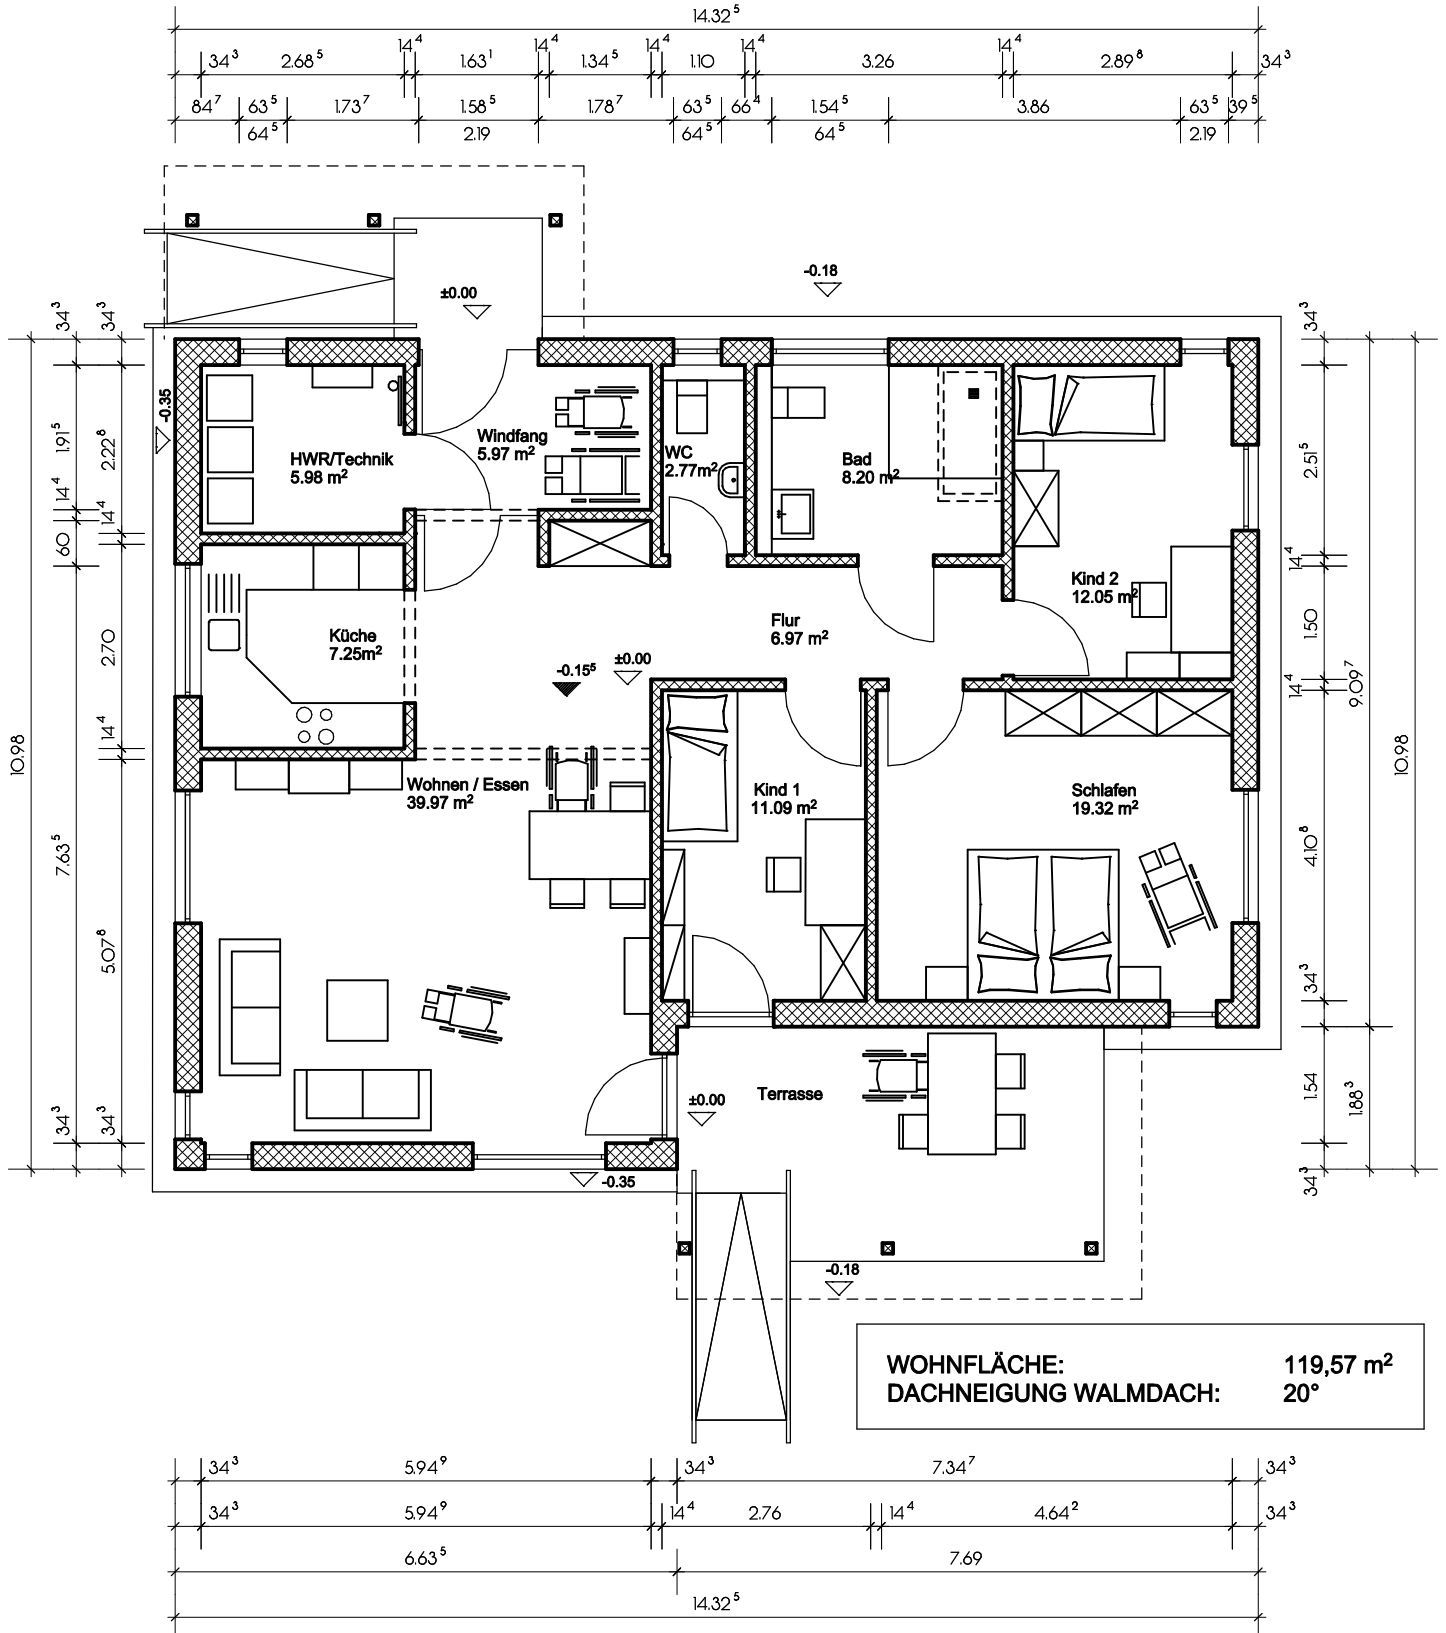 14.32⁵
34³ 2.68⁵ 14⁴ 1.63¹ 14⁴ 1.34⁵ 14⁴ 1.10 14⁴ 3.26 14⁴ 2.89⁸ 34³
84⁷ 63⁵ 1.73⁷ 1.58⁵ 1.78⁷ 63⁵ 66⁴ 1.54⁵ 3.86 63⁵ 39⁵
64⁵ 2.19 64⁵ 64⁵ 2.19
-0.18
±0.00
34³ 34³ 34³
-0.35
1.91⁵ 2.22⁸ 2.51⁵
HWR/Technik
5.98 m²
Windfang
5.97 m²
WC
2.77m²
Bad
8.20 m²
14⁴ 14⁴
60
14⁴
Kind 2
12.05 m²
Küche
7.25m²
Flur
6.97 m²
2.70
1.50
-0.15⁵
±0.00
14⁴ 14⁴
9.09⁷
10.98
10.98
Wohnen / Essen
39.97 m²
Kind 1
11.09 m²
Schlafen
19.32 m²
7.63⁵
5.07⁸
4.10⁸
34³
Terrasse
±0.00
1.54
1.88³
34³ 34³ 34³
-0.35
-0.18
WOHNFLÄCHE: 119,57 m²
DACHNEIGUNG WALMDACH: 20°
34³ 5.94⁹ 34³ 7.34⁷ 34³
34³ 5.94⁹ 14⁴ 2.76 14⁴ 4.64² 34³
6.63⁵ 7.69
14.32⁵